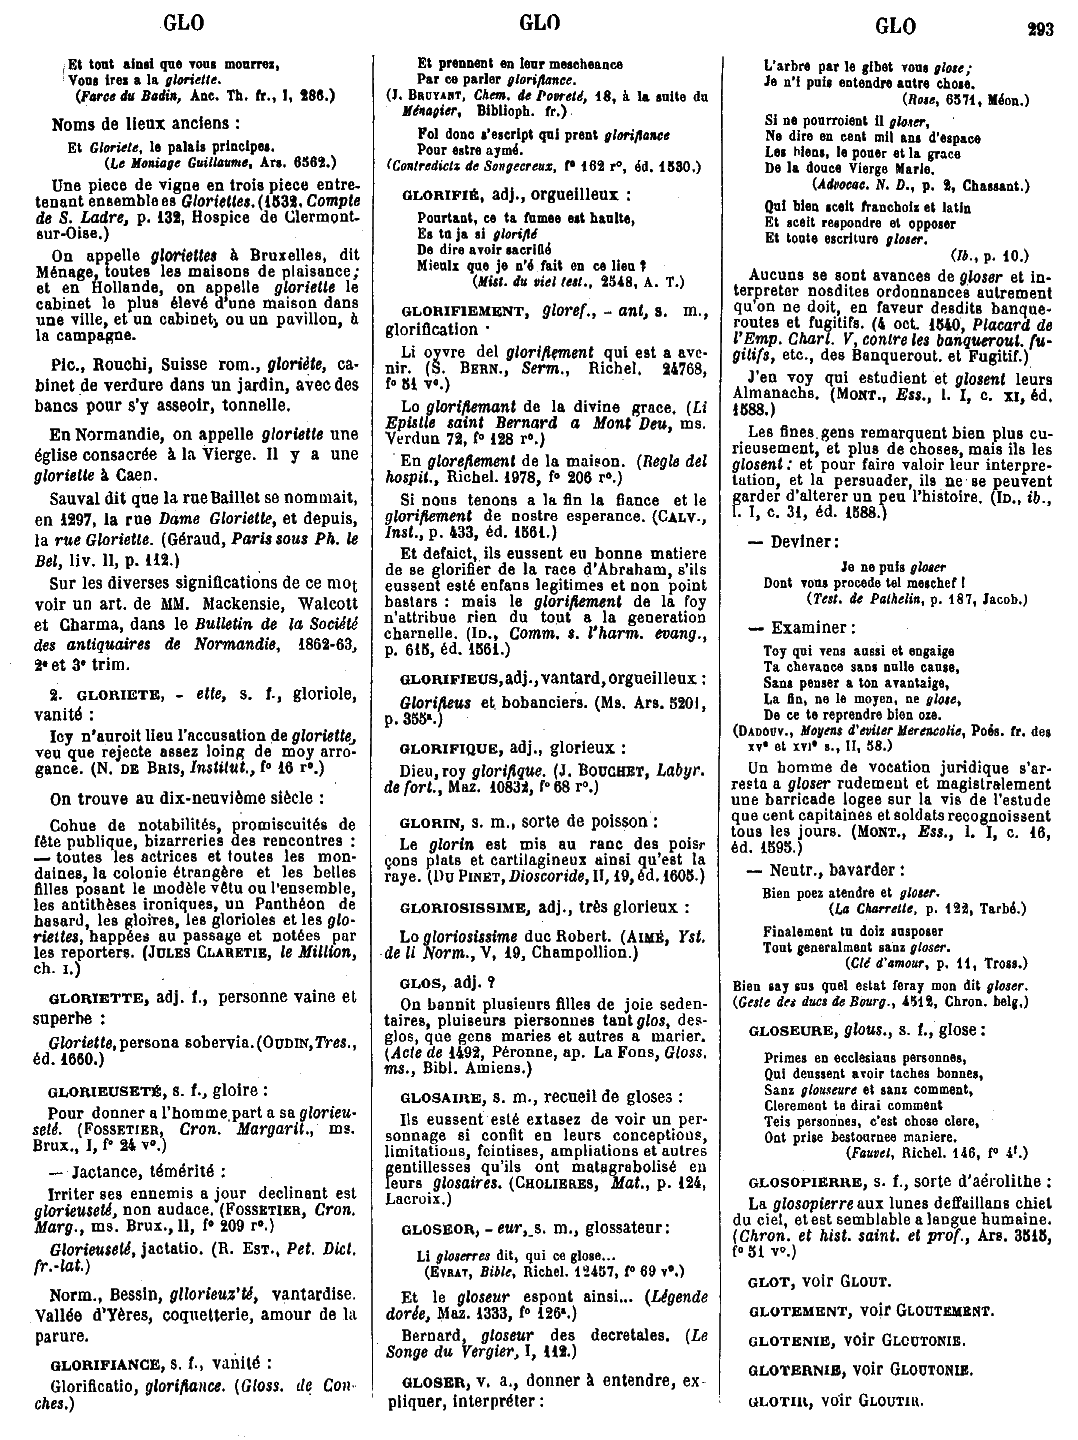 GLO
GLO
GLO
293
Et tout ainsi que vous mourrez,
Vous irez a la gloriette.
(Farce du Badin, Anc. Th. fr., I, 286.)
Noms de lieux anciens :
Et Gloriete, le palais principes.
(Le Moniage Guillaume, Ars. 6562.)
Une piece de vigne en trois piece entre-
tenant ensemble es Gloriettes. (1532, Compte
de S. Ladre, p. 132, Hospice de Clermont-
sur-Oise.)
On appelle gloriettes à Bruxelles, dit
Ménage, toutes les maisons de plaisance;
et en Hollande, on appelle gloriette le
cabinet le plus élevé d'une maison dans
une ville, et un cabinet, ou un pavillon, à
la campagne.
Pic., Rouchi, Suisse rom., gloriète, ca-
binet de verdure dans un jardin, avec des
bancs pour s'y asseoir, tonnelle.
En Normandie, on appelle gloriette une
église consacrée à la Vierge. Il y a une
gloriette à Caen.
Sauval dit que la rue Baillet se nommait,
en 1297, la rue Dame Gloriette, et depuis,
la rue Gloriette. (Géraud, Paris sous Ph. le
Bel, liv. II, p. 112.)
Sur les diverses significations de ce mot
voir un art. de MM. Mackensie, Walcott
et Charma, dans le Bulletin de la Société
des antiquaires de Normandie, 1862-63,
2e et 3e trim.
2. GLORIETE, - ette, s. f., gloriole,
vanité :
Icy n'auroit lieu l'accusation de gloriette,
veu que rejecte assez loing de moy arro-
gance. (N. DE BRIS, Institut., f° 16 r°.)
On trouve au dix-neuvième siècle :
Cohue de notabilités, promiscuités de
fête publique, bizarreries des rencontres :
— toutes les actrices et toutes les mon-
daines, la colonie étrangère et les belles
filles posant le modèle vêtu ou l'ensemble,
les antithèses ironiques, un Panthéon de
hasard, les gloires, les glorioles et les glo-
riettes, happées au passage et notées par
les reporters. (JULES CLARETIE, le Million,
ch. I.)
GLORIETTE, adj. f., personne vaine et
superbe :
Gloriette, persona sobervia. (OUDIN, Tres.,
éd. 1660.)
GLORIEUSETÉ, s. f., gloire :
Pour donner a l'homme part a sa glorieu-
seté. (FOSSETIER, Cron. Margarit., ms.
Brux., I, f° 24 v°.)
— Jactance, témérité :
Irriter ses ennemis a jour declinant est
glorieuseté, non audace. (FOSSETIER, Cron.
Marg., ms. Brux., II, f° 209 r°.)
Glorieuseté, jactatio. (R. EST., Pet. Dict.
fr.-lat.)
Norm., Bessin, gllorieuz'té, vantardise.
Vallée d'Yères, coquetterie, amour de la
parure.
GLORIFIANCE, s. f., vanité :
Glorificatio, glorifiance. (Gloss. de Con-
ches.)
Et prennent en leur mescheance
Par ce parler glorifiance.
(J. BRUYANT, Chem. de Povreté, 18, à la suite du
Ménagier, Biblioph. fr.)
Fol donc s'escript qui prent glorifiance
Pour estre aymé.
(Contredictz de Songecreux, f° 162 r°, éd. 1530.)
GLORIFIÉ, adj., orgueilleux :
Pourtant, ce ta fumee est haulte,
Es tu ja si glorifié
De dire avoir sacrifié
Mieulx que je n'é fait en ce lieu ?
(Mist. du viel test., 2548, A. T.)
GLORIFIEMENT, gloref., - ant, s. m.,
glorification ·
Li oyvre del glorifiement qui est a ave-
nir. (S. BERN., Serm., Richel. 24768,
f° 51 v°.)
Lo glorifiemant de la divine grace. (Li
Epistle saint Bernard a Mont Deu, ms.
Verdun 72, f° 128 r°.)
En glorefiement de la maison. (Regle del
hospit., Richel. 1978, f° 206 r°.)
Si nous tenons a la fin la fiance et le
glorifiement de nostre esperance. (CALV.,
Inst., p. 433, éd. 1561.)
Et defaict, ils eussent eu bonne matiere
de se glorifier de la race d'Abraham, s'ils
eussent esté enfans legitimes et non point
bastars : mais le glorifiement de la foy
n'attribue rien du tout a la generation
charnelle. (ID., Comm. s. l'harm. evang.,
p. 615, éd. 1561.)
GLORIFIEUS, adj., vantard, orgueilleux :
Glorifieus et bobanciers. (Ms. Ars. 5201,
p. 355a.)
GLORIFIQUE, adj., glorieux :
Dieu, roy glorifique. (J. BOUCHET, Labyr.
de fort., Maz. 10832, f° 68 r°.)
GLORIN, s. m., sorte de poisson :
Le glorin est mis au ranc des pois-
çons plats et cartilagineux ainsi qu'est la
raye. (DU PINET, Dioscoride, II, 19, éd. 1605.)
GLORIOSISSIME, adj., très glorieux :
Lo gloriosissime duc Robert. (AIMÉ, Yst.
de li Norm., V, 19, Champollion.)
GLOS, adj. ?
On bannit plusieurs filles de joie seden-
taires, pluiseurs piersonnes tant glos, des-
glos, que gens maries et autres a marier.
(Acte de 1492, Péronne, ap. La Fons, Gloss.
ms., Bibl. Amiens.)
GLOSAIRE, s. m., recueil de gloses :
Ils eussent esté extasez de voir un per-
sonnage si confit en leurs conceptious,
limitations, feintises, ampliations et autres
gentillesses qu'ils ont matagrabolisé en
leurs glosaires. (CHOLIERES, Mat., p. 124,
Lacroix.)
GLOSEOR, - eur, s. m., glossateur :
Li gloserres dit, qui ce glose...
(EVRAT, Bible, Richel. 12457, f° 69 v°.)
Et le gloseur espont ainsi... (Légende
dorée, Maz. 1333, f° 126a.)
Bernard, gloseur des decretales. (Le
Songe du Vergier, I, 112.)
GLOSER, v. a., donner à entendre, ex-
pliquer, interpréter :
L'arbre par le gibet vous glose;
Je n'i puis entendre autre chose.
(Rose, 6571, Méon.)
Si ne pourroient il gloser,
Ne dire en cent mil ans d'espace
Les biens, le pouer et la grace
De la douce Vierge Marie.
(Advocac. N. D., p. 2, Chassant.)
Qui bien sceit franchoiz et latin
Et sceit respondre et opposer
Et toute escriture gloser.
(Ib., p. 10.)
Aucuns se sont avances de gloser et in-
terpreter nosdites ordonnances autrement
qu'on ne doit, en faveur desdits banque-
routes et fugitifs. (4 oct. 1540, Placard de
l'Emp. Charl. V, contre les banquerout. fu-
gitifs, etc., des Banquerout. et Fugitif.)
J'en voy qui estudient et glosent leurs
Almanachs. (MONT., Ess., l. I, c. XI, éd.
1588.)
Les fines gens remarquent bien plus cu-
rieusement, et plus de choses, mais ils les
glosent : et pour faire valoir leur interpre-
tation, et la persuader, ils ne se peuvent
garder d'alterer un peu l'histoire. (ID., ib.,
l. I, c. 31, éd. 1588.)
— Deviner :
Je ne puis gloser
Dont vous procede tel meschef !
(Test. de Pathelin, p. 187, Jacob.)
— Examiner :
Toy qui vens aussi et engaige
Ta chevance sans nulle cause,
Sans penser a ton avantaige,
La fin, ne le moyen, ne glose,
De ce te reprendre bien oze.
(DADOUV., Moyens d'eviter Merencolie, Poés. fr. des
xve et xvie s., II, 58.)
Un homme de vocation juridique s'ar-
resta a gloser rudement et magistralement
une barricade logee sur la vis de l'estude
que cent capitaines et soldats recognoissent
tous les jours. (MONT., Ess., l. I, c. 16,
éd. 1595.)
— Neutr., bavarder :
Bien poez atendre et gloser.
(La Charrette, p. 122, Tarbé.)
Finalement tu doiz supposer
Tout generalment sanz gloser.
(Clé d'amour, p. 11, Tross.)
Bien say sus quel estat feray mon dit gloser.
(Geste des ducs de Bourg., 4512, Chron. belg.)
GLOSEURE, glous., s. f., glose :
Primes en ecclesians personnes,
Qui deussent avoir taches bonnes,
Sanz glouseure et sanz comment,
Clerement te dirai comment
Teis personnes, c'est chose clere,
Ont prise bestournee maniere.
(Fauvel, Richel. 146, f° 4f.)
GLOSOPIERRE, s. f., sorte d'aérolithe :
La glosopierre aux lunes deffaillans chiet
du ciel, et est semblable a langue humaine.
(Chron. et hist. saint. et prof., Ars. 3515,
f° 51 v°.)
GLOT, voir GLOUT.
GLOTEMENT, voir GLOUTEMENT.
GLOTENIE, voir GLOUTONIE.
GLOTERNIE, voir GLOUTONIE.
GLOTIR, voir GLOUTIR.